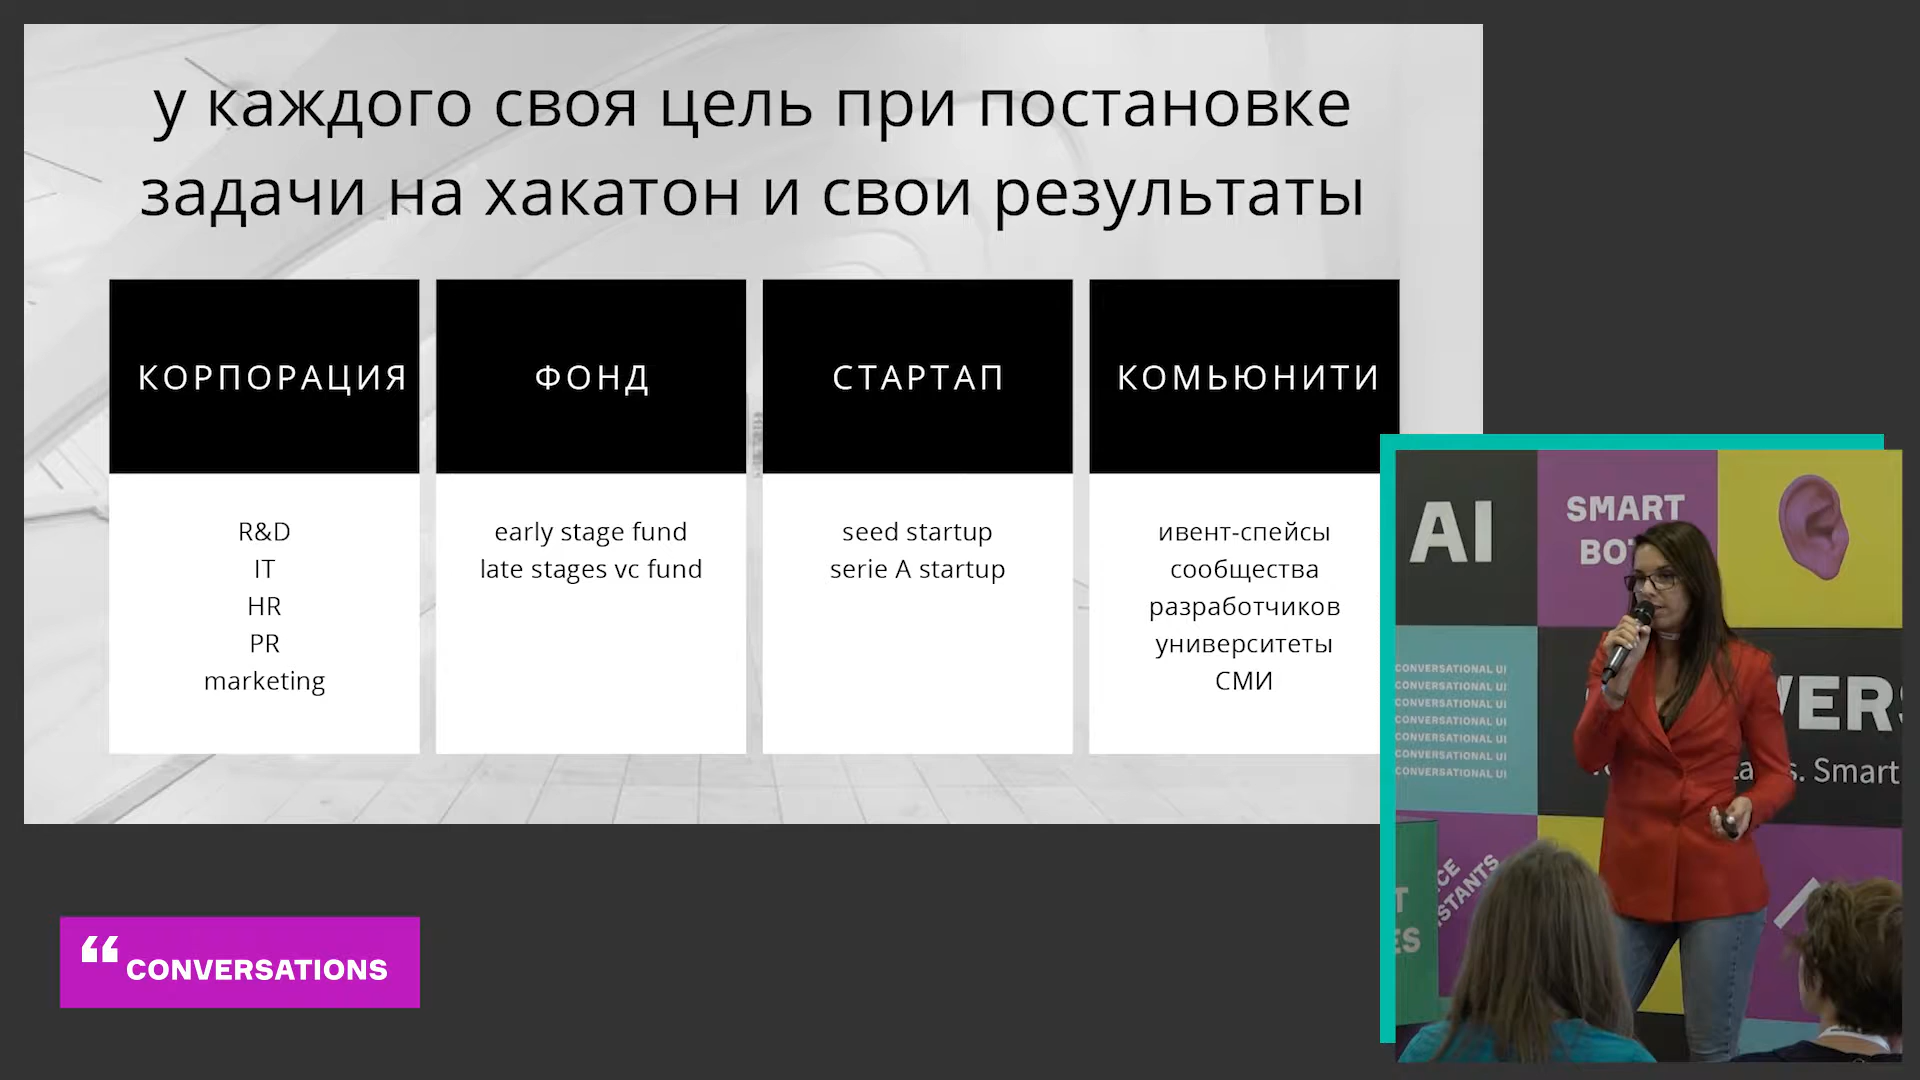 у каждого своя цель при постановке
задачи на хакатон и свои результаты
КОРПОРАЦИЯ
R&D
IT
HR
PR
marketing
ФОНД
early stage fund
late stages vc fund
СТАРТАП
seed startup
serie A startup
КОМЬЮНИТИ
ивент-спейсы
сообщества
разработчиков
университеты
СМИ
AI
SMART
CONVERSATIONAL UI
CONVERSATIONAL UI
CONVERSATIONAL UI
CONVERSATIONAL UI
CONVERSATIONAL UI
CONVERSATIONAL UI
CONVERSATIONAL UI
Smart
“ CONVERSATIONS